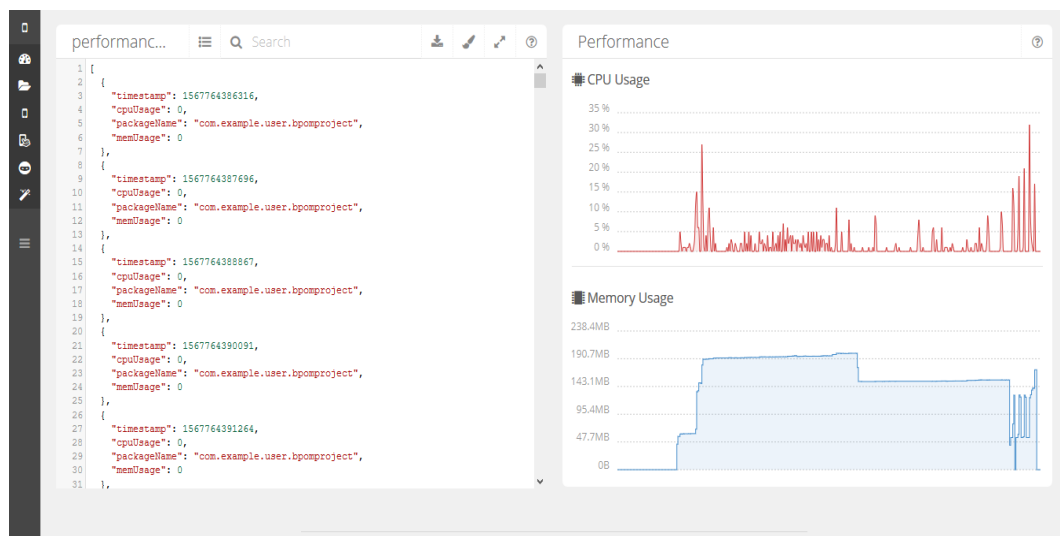 performanc...
Search
1 [
2 {
3 "timestamp": 1567764386316,
4 "cpuUsage": 0,
5 "packageName": "com.example.user.bpomproject",
6 "memUsage": 0
7 },
8 {
9 "timestamp": 1567764387696,
10 "cpuUsage": 0,
11 "packageName": "com.example.user.bpomproject",
12 "memUsage": 0
13 },
14 {
15 "timestamp": 1567764388867,
16 "cpuUsage": 0,
17 "packageName": "com.example.user.bpomproject",
18 "memUsage": 0
19 },
20 {
21 "timestamp": 1567764390091,
22 "cpuUsage": 0,
23 "packageName": "com.example.user.bpomproject",
24 "memUsage": 0
25 },
26 {
27 "timestamp": 1567764391264,
28 "cpuUsage": 0,
29 "packageName": "com.example.user.bpomproject",
30 "memUsage": 0
31 },
Performance
CPU Usage
35 %
30 %
25 %
20 %
15 %
10 %
5 %
0 %
Memory Usage
238.4MB
190.7MB
143.1MB
95.4MB
47.7MB
0B